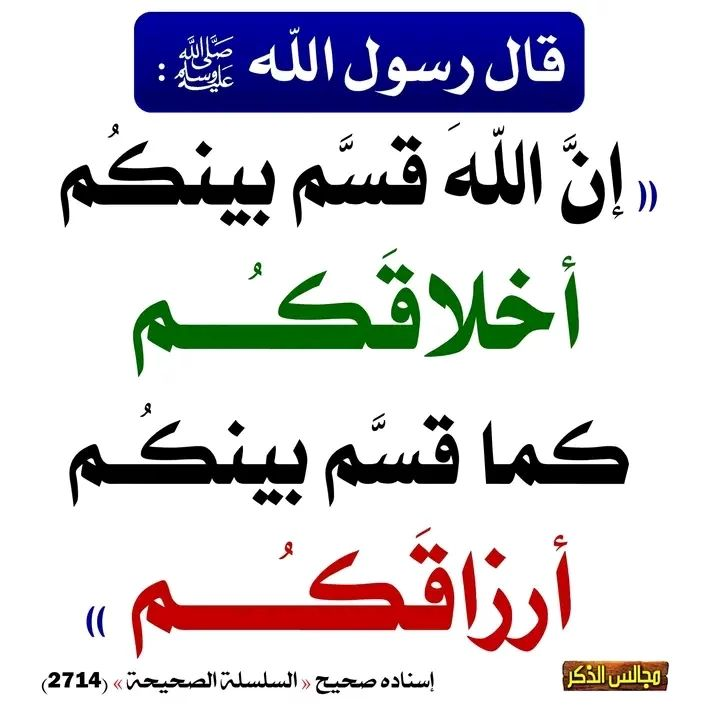 قال رسول الله ﷺ :
(( إنَّ اللهَ قسَّم بينكُم
أخلاقَكُم
كما قسَّم بينكُم
أرزاقَكُم ))
إسناده صحيح « السلسلة الصحيحة » (2714)
مجالس الذكر